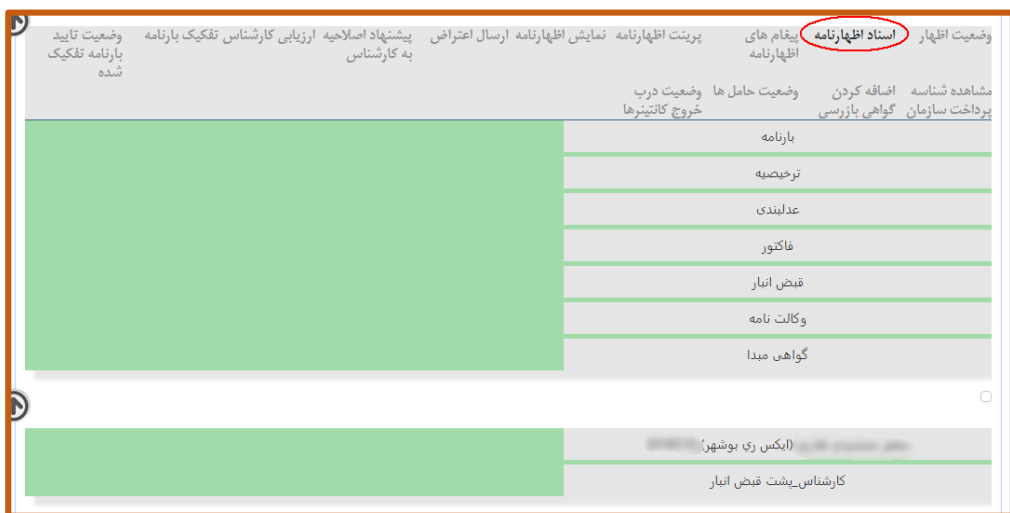 وضعیت اظهار اسناد اظهارنامه پیغام های پرینت اظهارنامه نمایش اظهارنامه ارسال اعتراض پیشنهاد اصلاحیه ارزیابی کارشناس تفکیک بارنامه وضعیت تایید
اظهارنامه به کارشناس بارنامه تفکیک
شده
مشاهده شناسه اضافه کردن وضعیت حامل ها وضعیت درب
پرداخت سازمان گواهی بازرسی خروج کانتینرها
بارنامه
ترخیصیه
عدلبندی
فاکتور
قبض انبار
وکالت نامه
گواهی مبدا
(ایکس ري بوشهر)
کارشناس_پشت قبض انبار